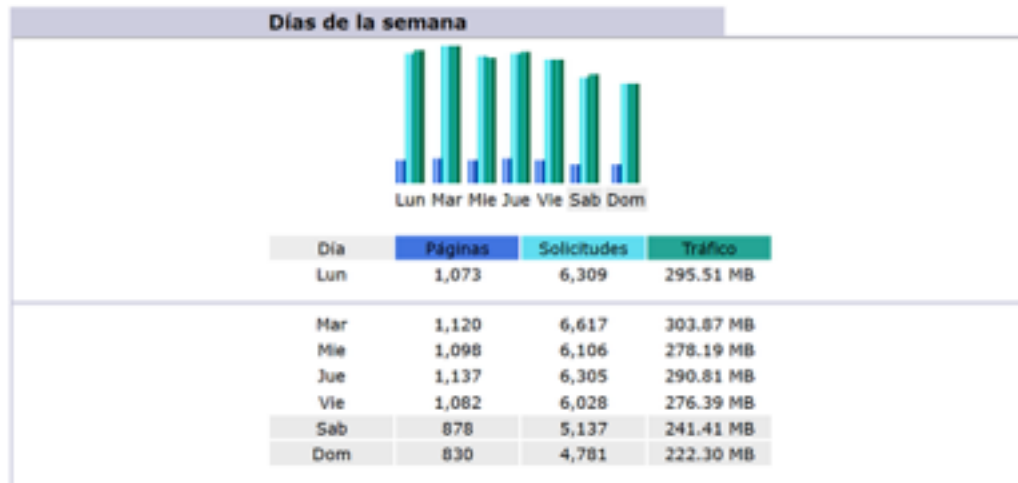 Días de la semana
Lun Mar Mie Jue Vie Sab Dom
Día Páginas Solicitudes Tráfico
Lun 1,073 6,309 295.51 MB
Mar 1,120 6,617 303.87 MB
Mie 1,098 6,106 278.19 MB
Jue 1,137 6,305 290.81 MB
Vie 1,082 6,028 276.39 MB
Sab 878 5,137 241.41 MB
Dom 830 4,781 222.30 MB